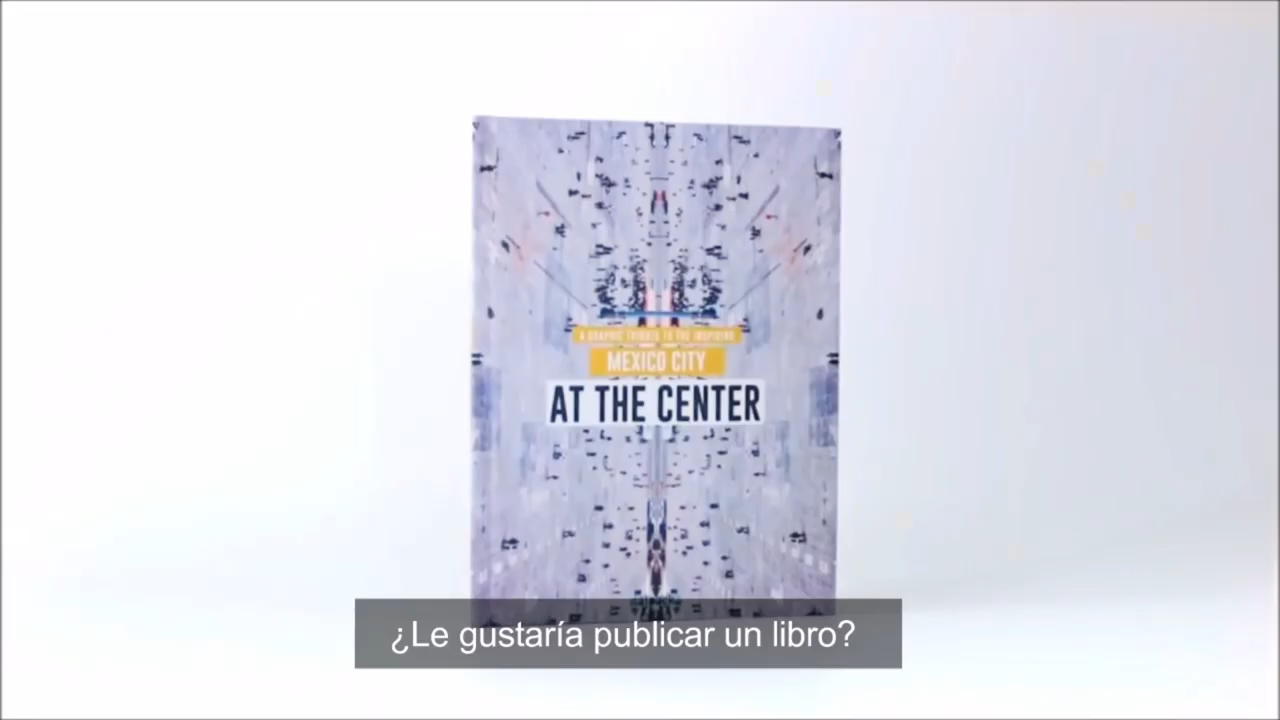 A GRAPHIC TRIBUTE TO THE INSPIRING
MEXICO CITY
AT THE CENTER
¿Le gustaría publicar un libro?